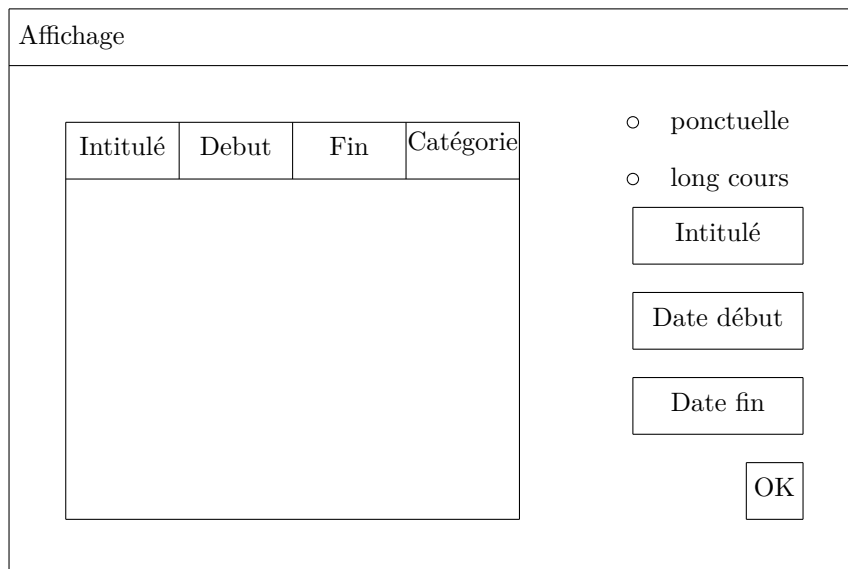 Affichage
Intitulé Debut Fin Catégorie
ponctuelle
long cours
Intitulé
Date début
Date fin
OK